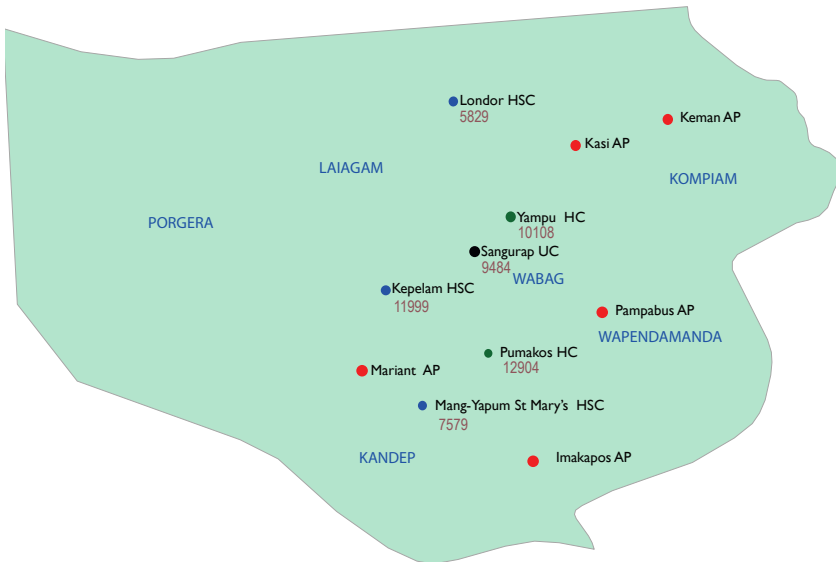 Londor HSC
5829
Keman AP
Kasi AP
LAIAGAM
KOMPIAM
PORGERA
Yampu HC
10108
Sangurap UC
9484
WABAG
Kepelam HSC
11999
Pampabus AP
WAPENDAMANDA
Pumakos HC
12904
Mariant AP
Mang-Yapum St Mary's HSC
7579
KANDEP
Imakapos AP